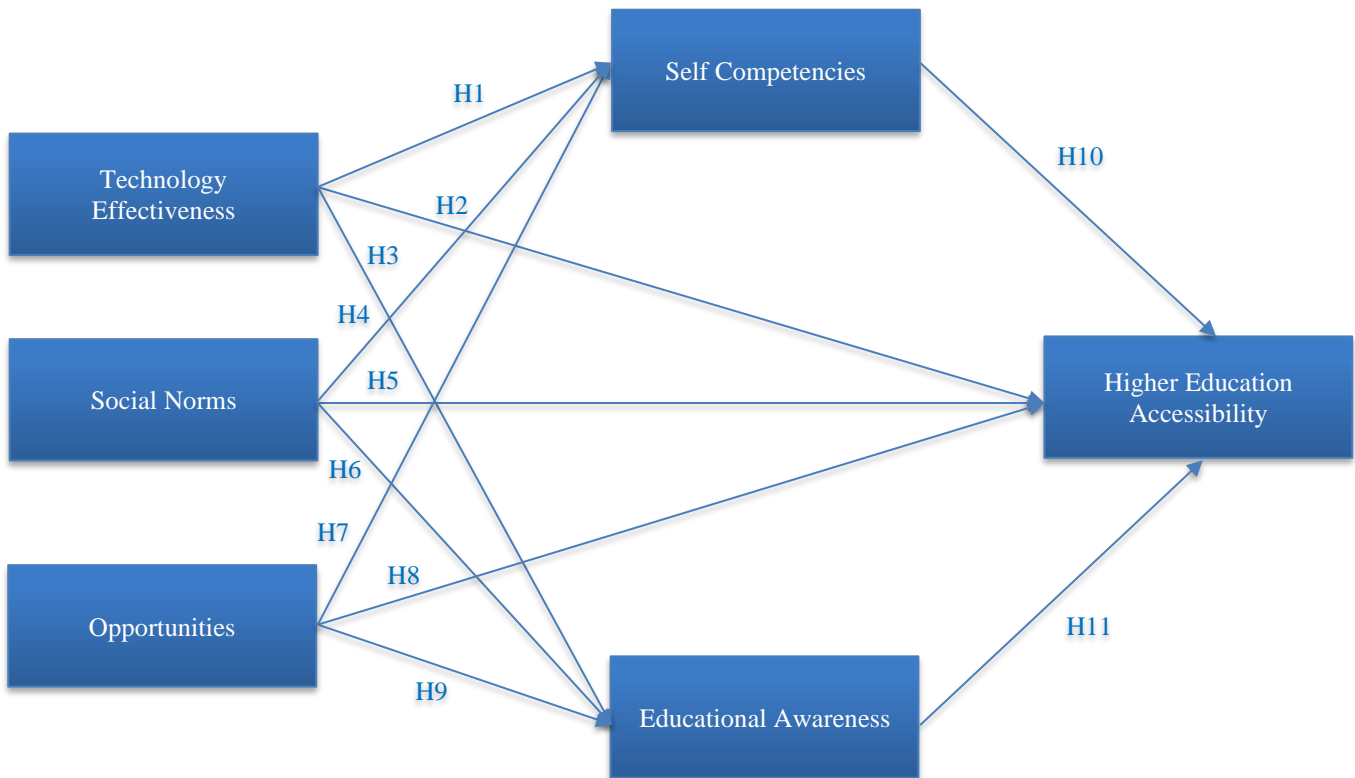 Self Competencies
H1
H10
Technology
Effectiveness
H2
H3
H4
Social Norms
H5
Higher Education
Accessibility
H6
H7
H8
Opportunities
H11
H9
Educational Awareness